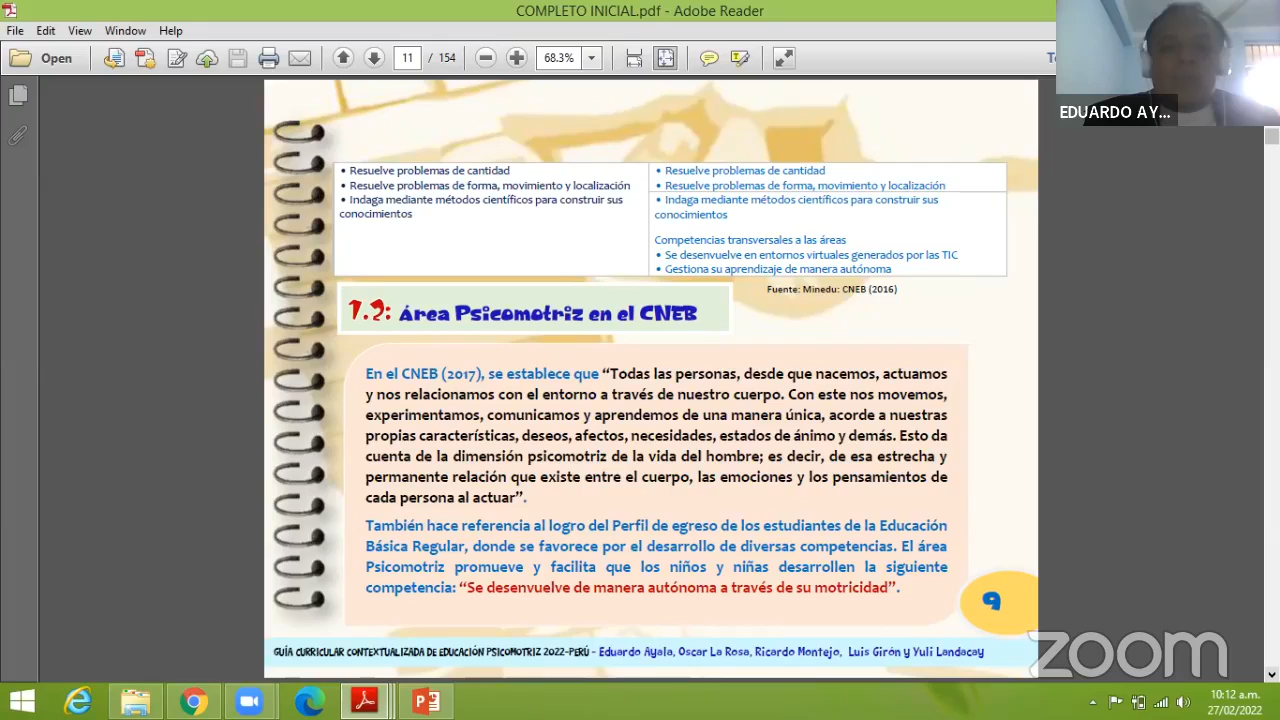 COMPLETO INICIAL.pdf - Adobe Reader
File Edit View Window Help
Open 11 / 154 68.3%
EDUARDO AY...
• Resuelve problemas de cantidad
• Resuelve problemas de forma, movimiento y localización
• Indaga mediante métodos científicos para construir sus
conocimientos
• Resuelve problemas de cantidad
• Resuelve problemas de forma, movimiento y localización
• Indaga mediante métodos científicos para construir sus
conocimientos
Competencias transversales a las áreas
• Se desenvuelve en entornos virtuales generados por las TIC
• Gestiona su aprendizaje de manera autónoma
Fuente: Minedu: CNEB (2016)
1.2: Área Psicomotriz en el CNEB
En el CNEB (2017), se establece que “Todas las personas, desde que nacemos, actuamos
y nos relacionamos con el entorno a través de nuestro cuerpo. Con este nos movemos,
experimentamos, comunicamos y aprendemos de una manera única, acorde a nuestras
propias características, deseos, afectos, necesidades, estados de ánimo y demás. Esto da
cuenta de la dimensión psicomotriz de la vida del hombre; es decir, de esa estrecha y
permanente relación que existe entre el cuerpo, las emociones y los pensamientos de
cada persona al actuar”.
También hace referencia al logro del Perfil de egreso de los estudiantes de la Educación
Básica Regular, donde se favorece por el desarrollo de diversas competencias. El área
Psicomotriz promueve y facilita que los niños y niñas desarrollen la siguiente
competencia: “Se desenvuelve de manera autónoma a través de su motricidad”.
9
GUÍA CURRICULAR CONTEXTUALIZADA DE EDUCACIÓN PSICOMOTRIZ 2022-PERÚ - Eduardo Ayala, Oscar La Rosa, Ricardo Montejo, Luis Girón y Yuli Landacay
zoom
10:12 a.m.
27/02/2022